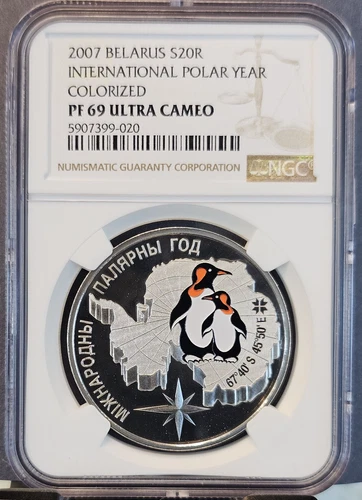 2007 BELARUS S20R
INTERNATIONAL POLAR YEAR
COLORIZED
PF 69 ULTRA CAMEO
5907399-020
NUMISMATIC GUARANTY CORPORATION
NGC
МІЖНАРОДНЫ ПАЛЯРНЫ ГОД
67°40'S 45°50'E